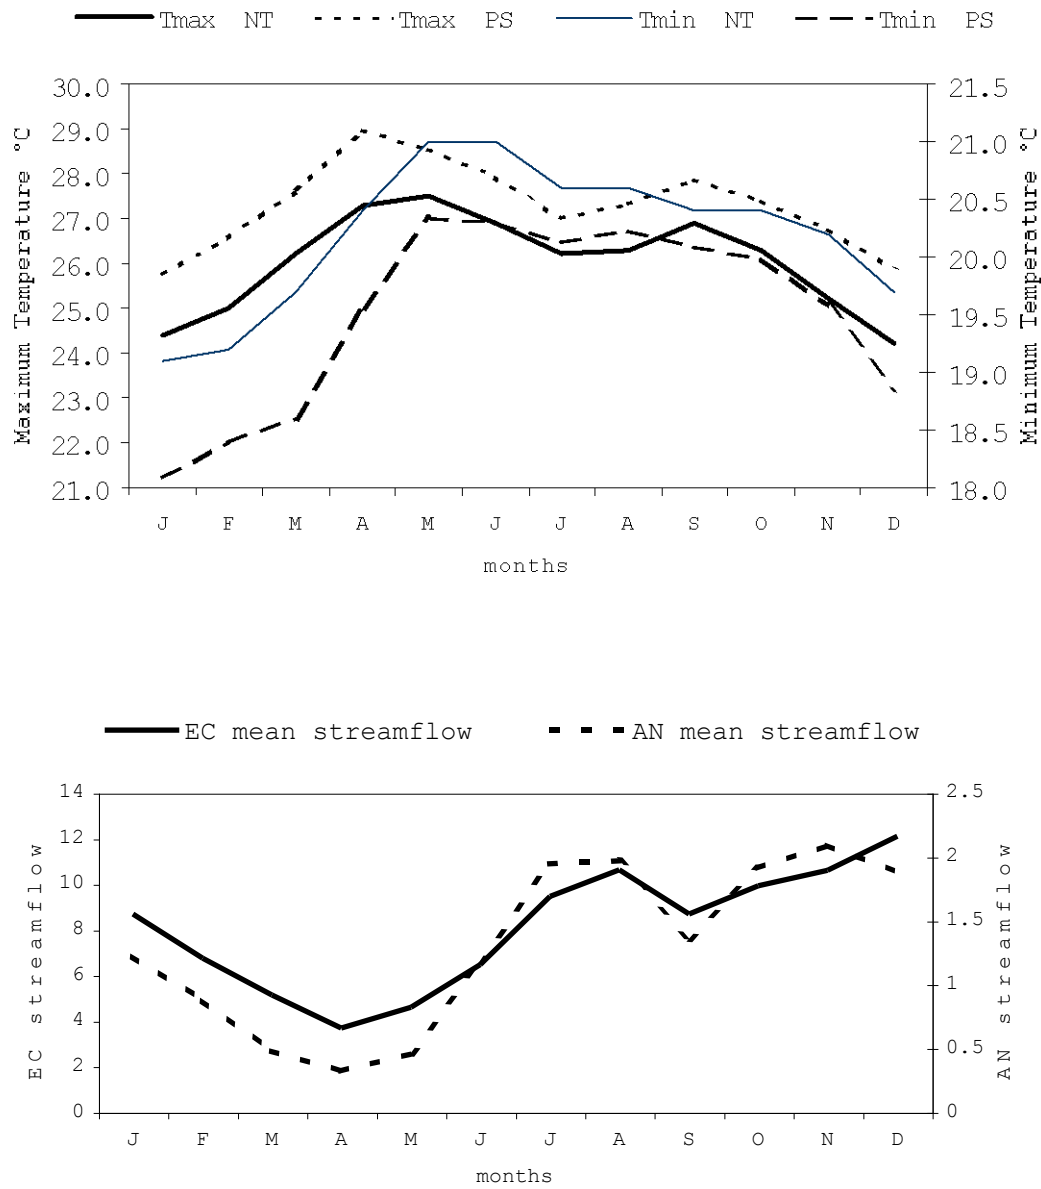 Tmax NT Tmax PS Tmin NT Tmin PS
30.0 21.5
29.0
21.0
28.0
20.5
27.0
26.0 20.0
25.0
19.5
24.0
19.0
23.0
18.5
22.0
21.0 18.0
Maximum Temperature °C
Minimum Temperature °C
J F M A M J J A S O N D
months
EC mean streamflow AN mean streamflow
14 2.5
12
2
10
8 1.5
6
1
4
2 0.5
0 0
EC streamflow
AN streamflow
J F M A M J J A S O N D
months